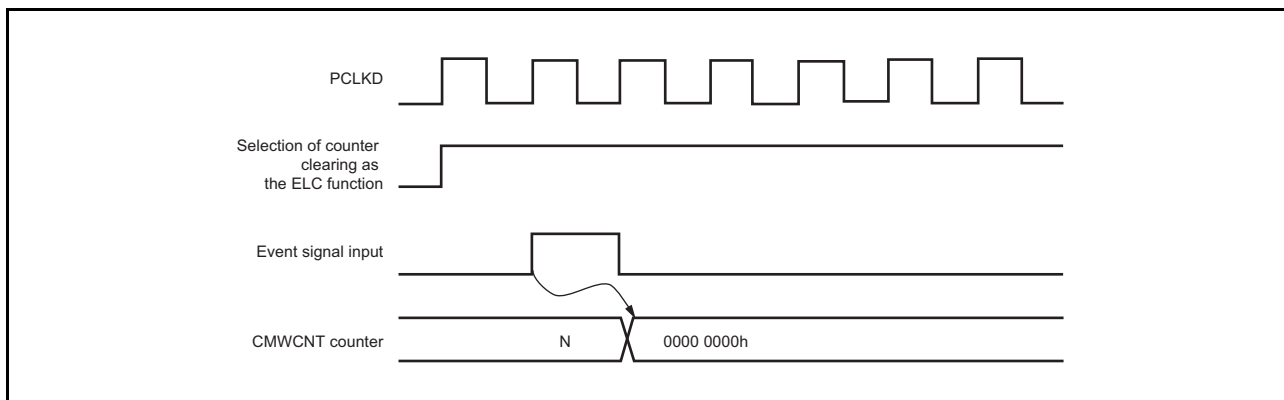 PCLKD
Selection of counter
clearing as
the ELC function
Event signal input
CMWCNT counter
N
0000 0000h